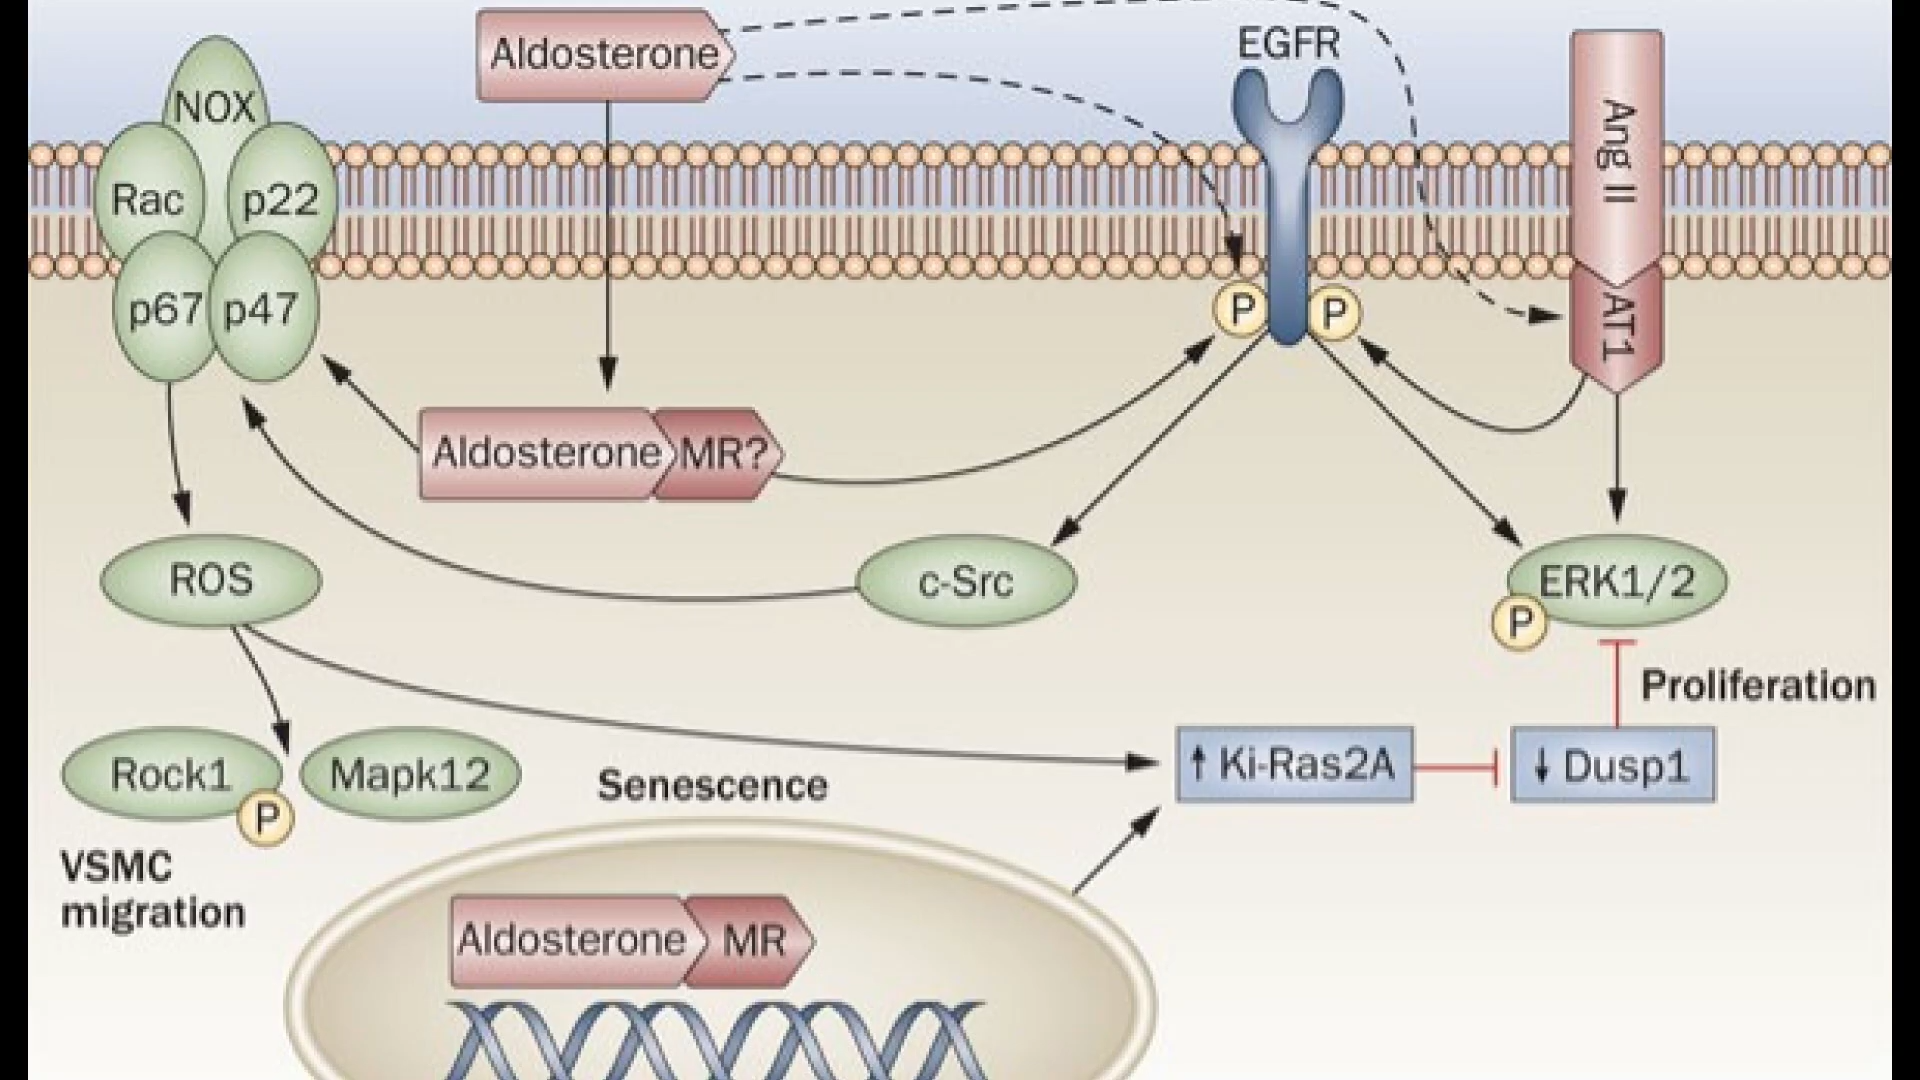 Aldosterone
EGFR
NOX
Ang II
Rac
p22
p67
p47
P
P
AT1
Aldosterone
MR?
ROS
c-Src
ERK1/2
P
Proliferation
Rock1
P
Mapk12
Senescence
↑ Ki-Ras2A
↓ Dusp1
VSMC
migration
Aldosterone
MR